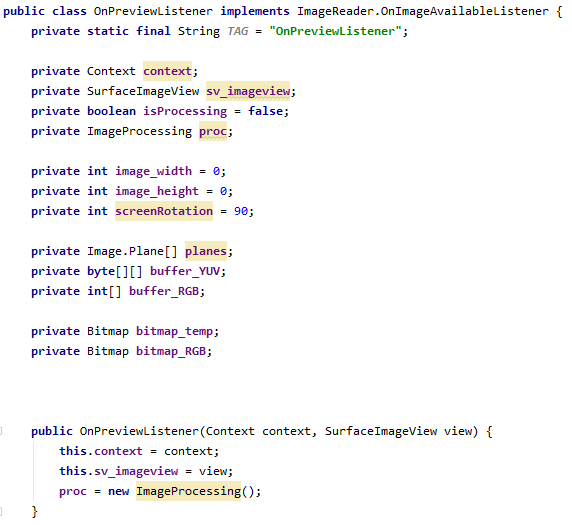 public class OnPreviewListener implements ImageReader.OnImageAvailableListener {
    private static final String TAG = "OnPreviewListener";
    private Context context;
    private SurfaceImageView sv_imageview;
    private boolean isProcessing = false;
    private ImageProcessing proc;
    private int image_width = 0;
    private int image_height = 0;
    private int screenRotation = 90;
    private Image.Plane[] planes;
    private byte[][] buffer_YUV;
    private int[] buffer_RGB;
    private Bitmap bitmap_temp;
    private Bitmap bitmap_RGB;
    public OnPreviewListener(Context context, SurfaceImageView view) {
        this.context = context;
        this.sv_imageview = view;
        proc = new ImageProcessing();
    }